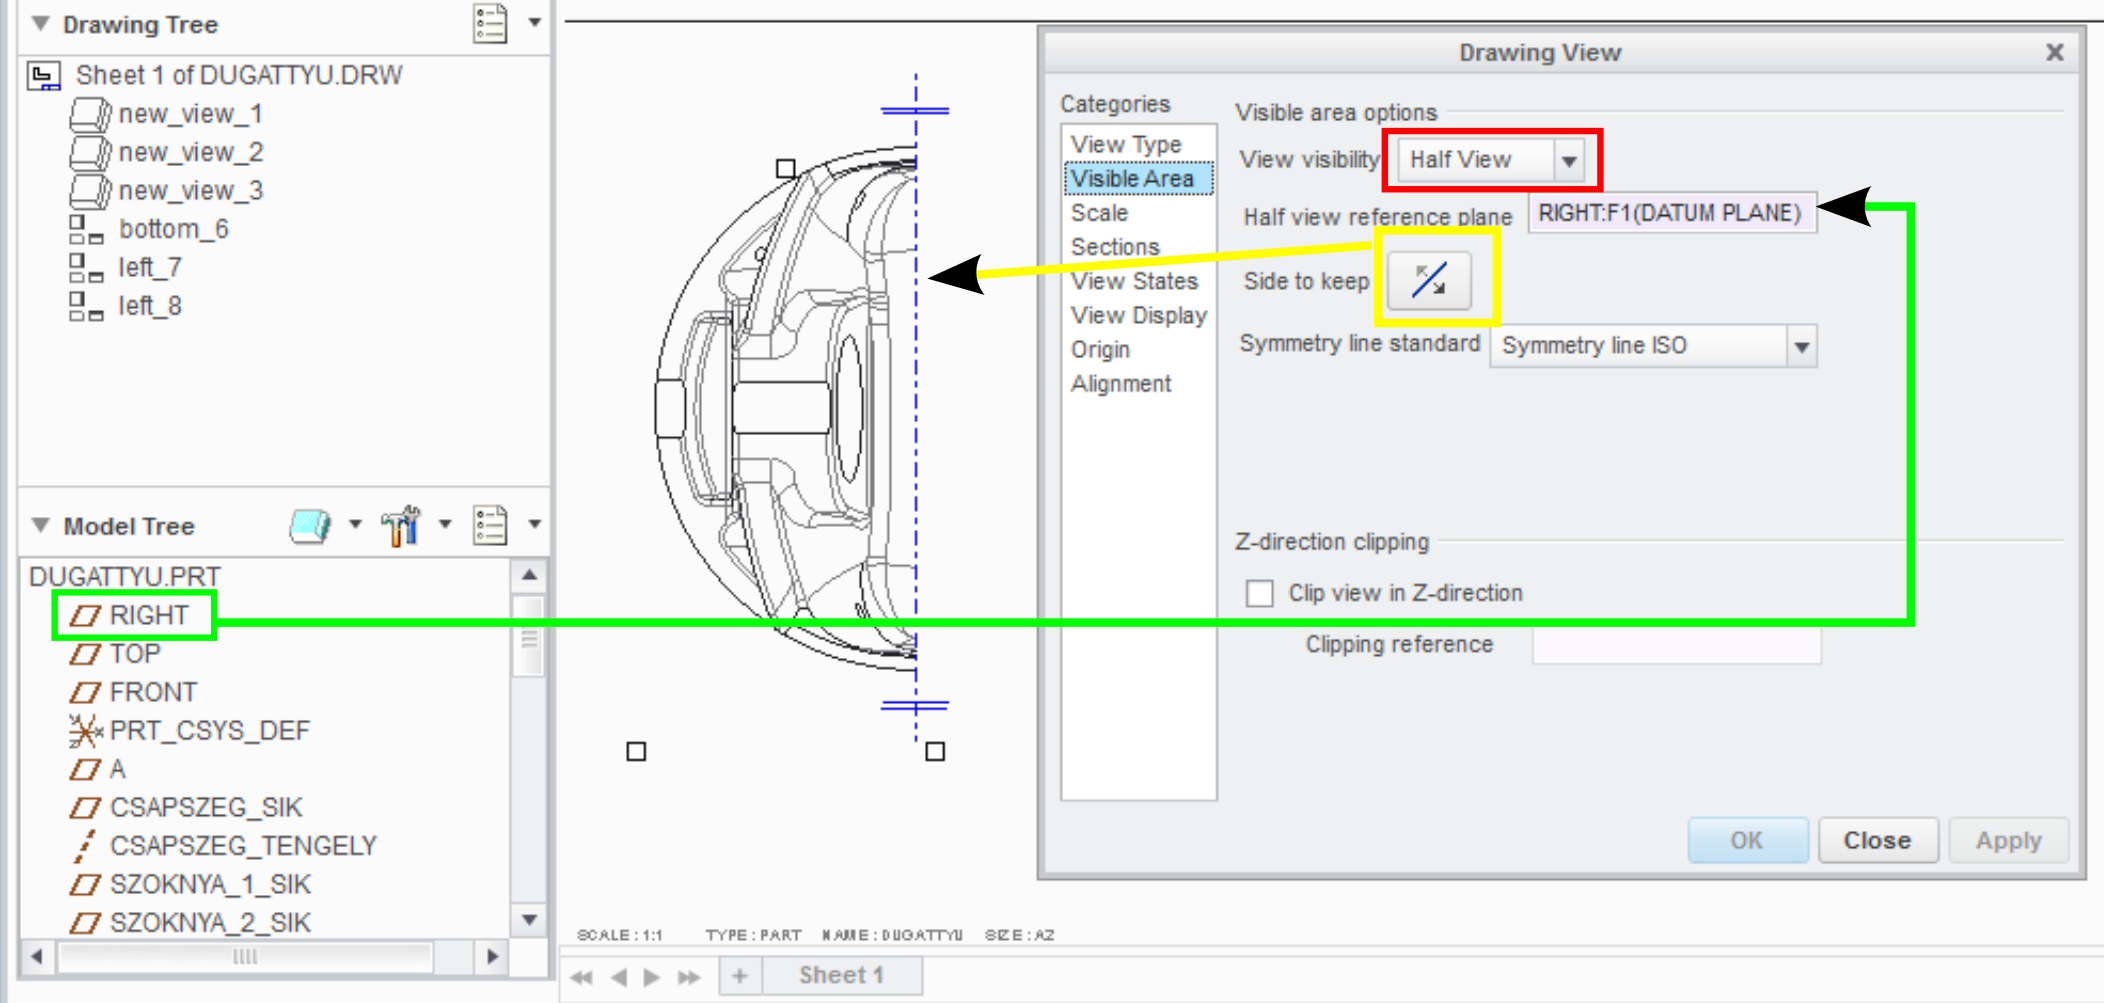 Drawing Tree
Sheet 1 of DUGATTYU.DRW
new_view_1
new_view_2
new_view_3
bottom_6
left_7
left_8
Model Tree
DUGATTYU.PRT
RIGHT
TOP
FRONT
PRT_CSYS_DEF
A
CSAPSZEG_SIK
CSAPSZEG_TENGELY
SZOKNYA_1_SIK
SZOKNYA_2_SIK
Drawing View
Categories
View Type
Visible Area
Scale
Sections
View States
View Display
Origin
Alignment
Visible area options
View visibility Half View
Half view reference plane RIGHT:F1(DATUM PLANE)
Side to keep
Symmetry line standard Symmetry line ISO
Z-direction clipping
Clip view in Z-direction
Clipping reference
OK Close Apply
SCALE : 1:1 TYPE : PART NAME : DUGATTYU SIZE : A2
+ Sheet 1